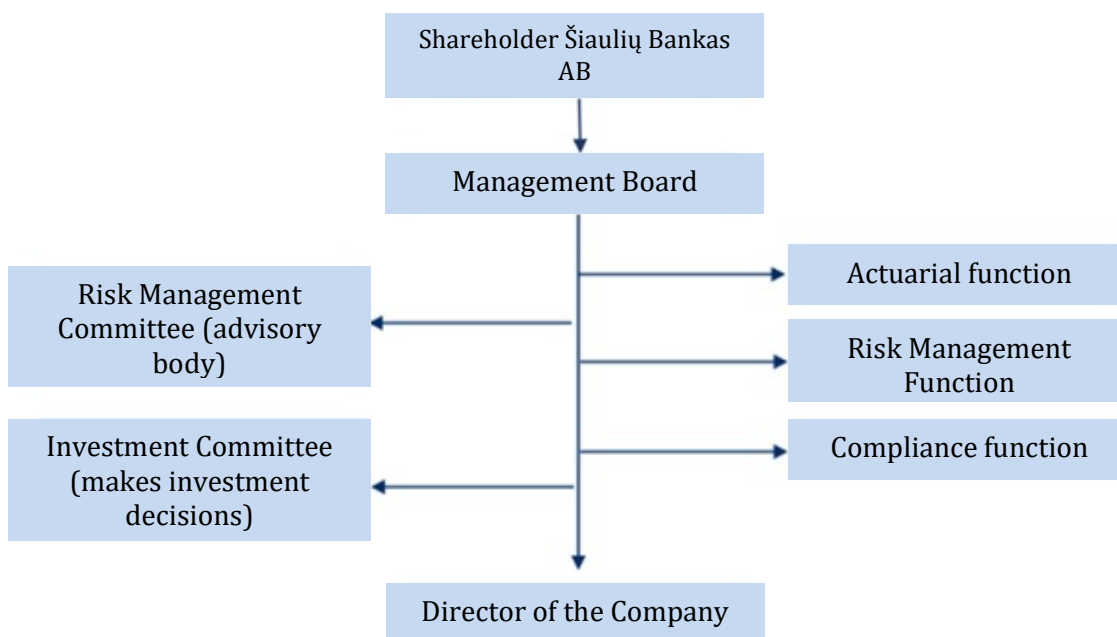 Shareholder Šiaulių Bankas
AB
Management Board
Actuarial function
Risk Management
Committee (advisory
body)
Risk Management
Function
Investment Committee
(makes investment
decisions)
Compliance function
Director of the Company